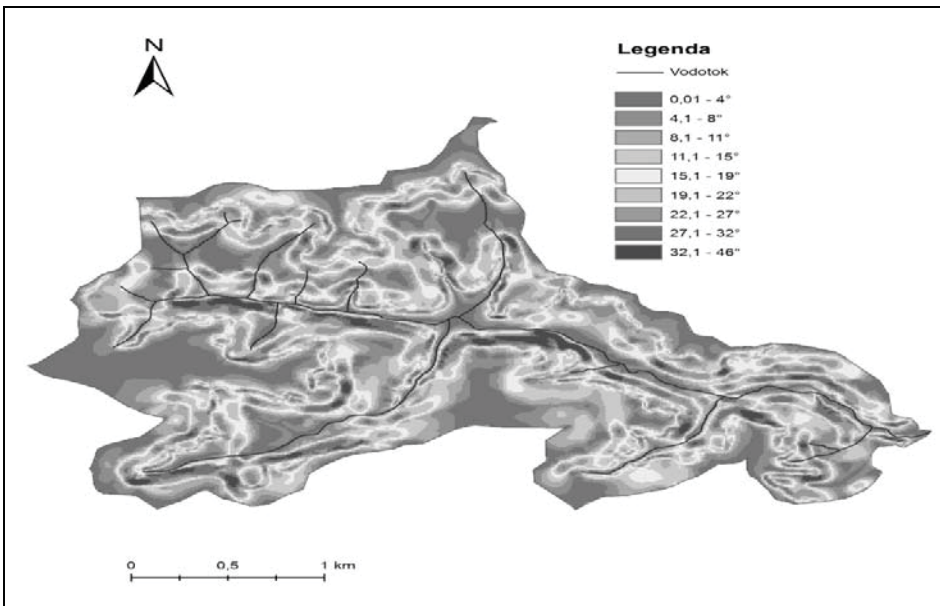 N
Legenda
Vodotok
0,01 - 4°
4,1 - 8°
8,1 - 11°
11,1 - 15°
15,1 - 19°
19,1 - 22°
22,1 - 27°
27,1 - 32°
32,1 - 46°
0 0,5 1 km